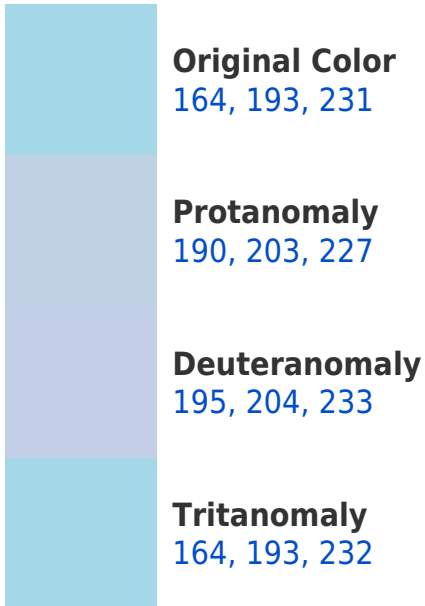 Original Color
164, 193, 231
Protanomaly
190, 203, 227
Deuteranomaly
195, 204, 233
Tritanomaly
164, 193, 232